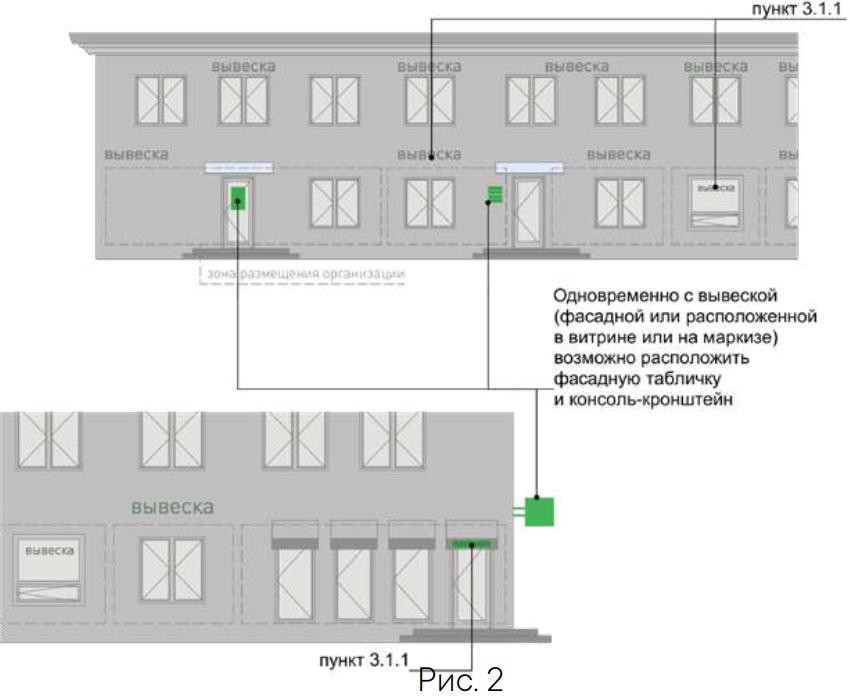 пункт 3.1.1
вывеска вывеска вывеска вывеска вы
вывеска вывеска вывеска вы
вывеска
зона размещения организации
Одновременно с вывеской
(фасадной или расположенной
в витрине или на маркизе)
возможно расположить
фасадную табличку
и консоль-кронштейн
вывеска
вывеска
пункт 3.1.1
Рис. 2